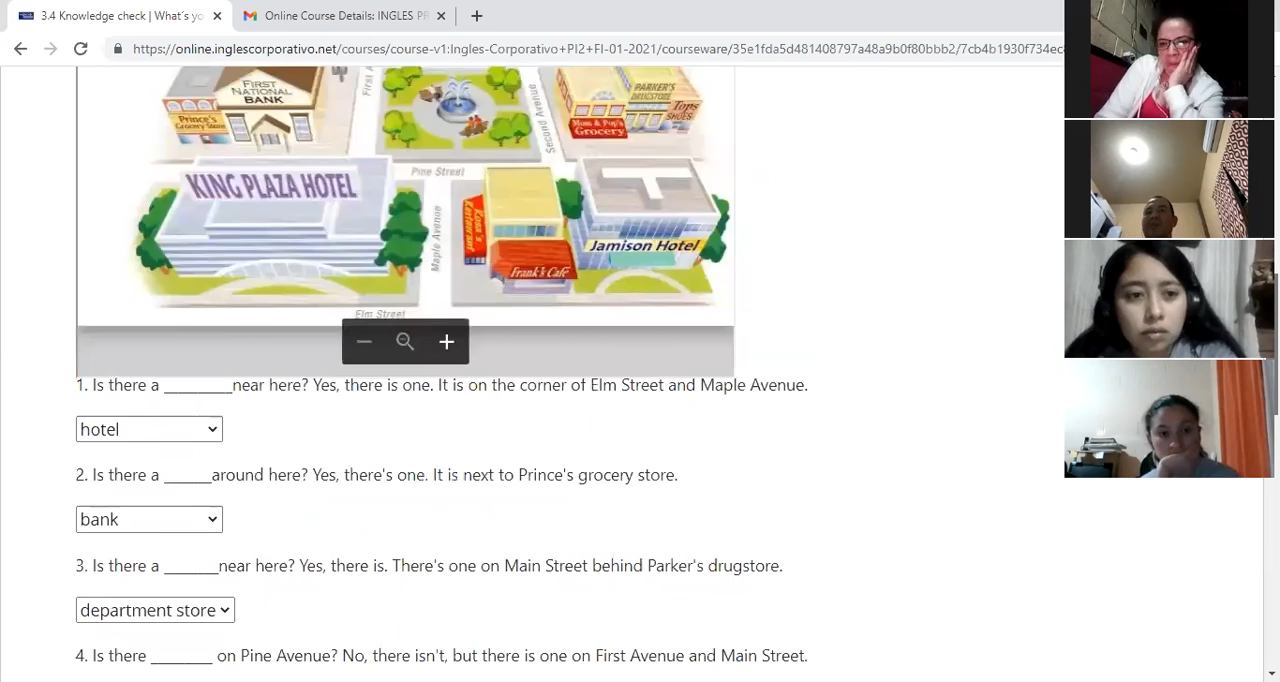 3.4 Knowledge check | What´s yo
Online Course Details: INGLES PR
https://online.inglescorporativo.net/courses/course-v1:Ingles-Corporativo+PI2+FI-01-2021/courseware/35e1fda5d481408797a48a9b0f80bbb2/7cb4b1930f734ec8
FIRST
NATIONAL
BANK
Prince's
Grocery Store
First A
Second Avenue
PARKER'S
DRUGSTORE
Tops
SHOES
Mom & Pop's
Grocery
Pine Street
KING PLAZA HOTEL
Maple Avenue
Restaurant
Frank's Café
Jamison Hotel
Elm Street
1. Is there a ________near here? Yes, there is one. It is on the corner of Elm Street and Maple Avenue.
hotel
2. Is there a ______around here? Yes, there's one. It is next to Prince's grocery store.
bank
3. Is there a _______near here? Yes, there is. There's one on Main Street behind Parker's drugstore.
department store
4. Is there ________ on Pine Avenue? No, there isn't, but there is one on First Avenue and Main Street.